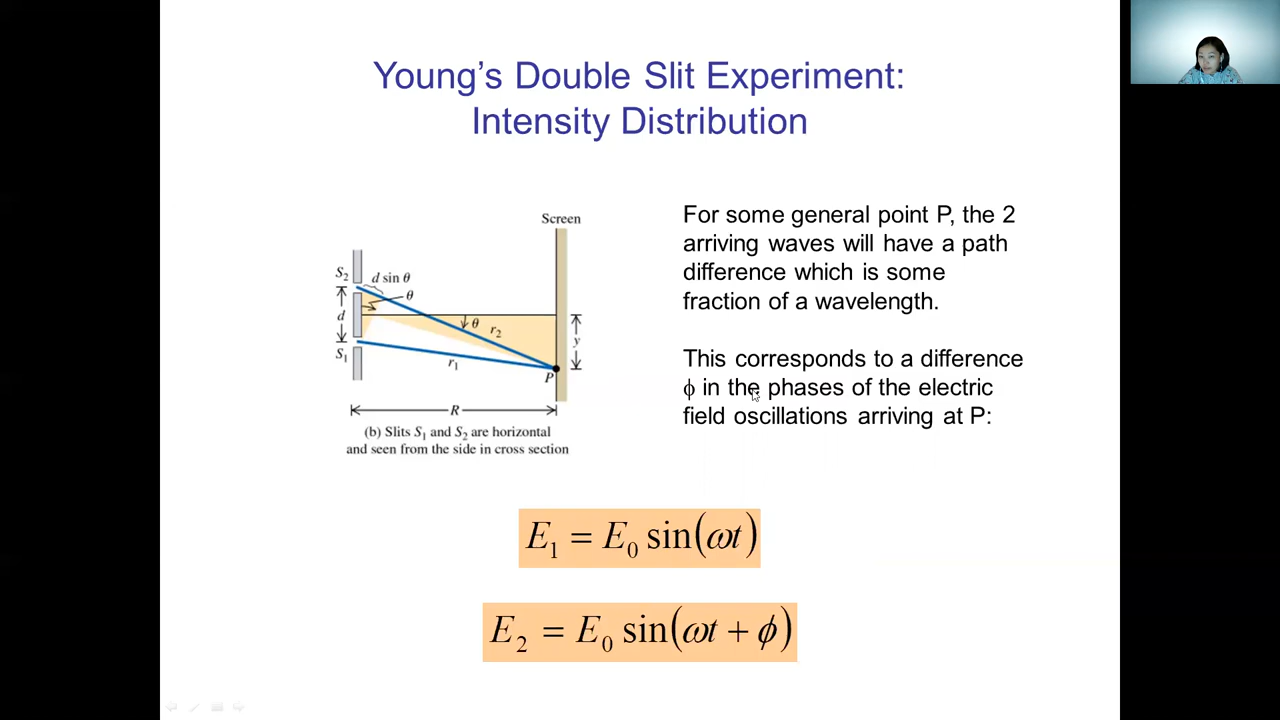 Young’s Double Slit Experiment:
Intensity Distribution
Screen
S₂
d sin θ
θ
d
θ
r₂
y
S₁
r₁
P
R
(b) Slits S₁ and S₂ are horizontal
and seen from the side in cross section
For some general point P, the 2
arriving waves will have a path
difference which is some
fraction of a wavelength.
This corresponds to a difference
ϕ in the phases of the electric
field oscillations arriving at P:
E₁ = E₀ sin(ωt)
E₂ = E₀ sin(ωt + ϕ)